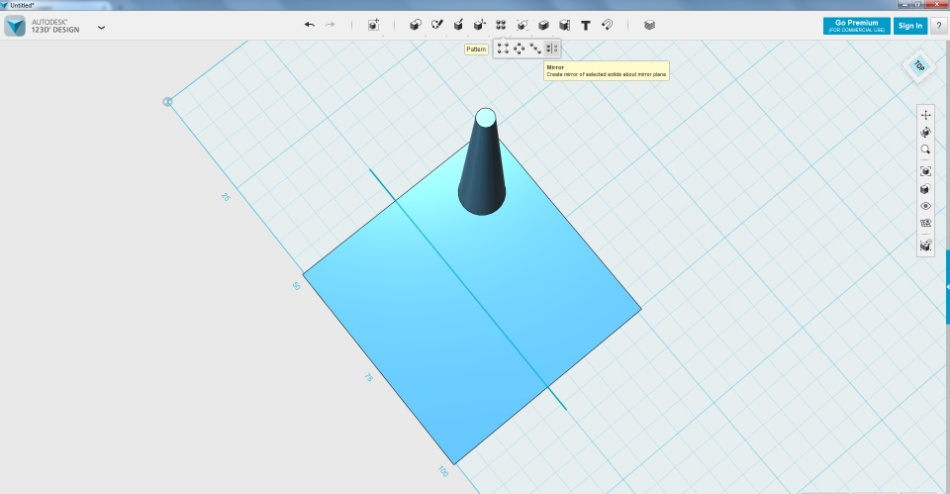 Untitled*
AUTODESK®
123D® DESIGN
Go Premium
(FOR COMMERCIAL USE)
Sign In
?
Pattern
Mirror
Create mirror of selected solids about mirror plane
25
50
75
100